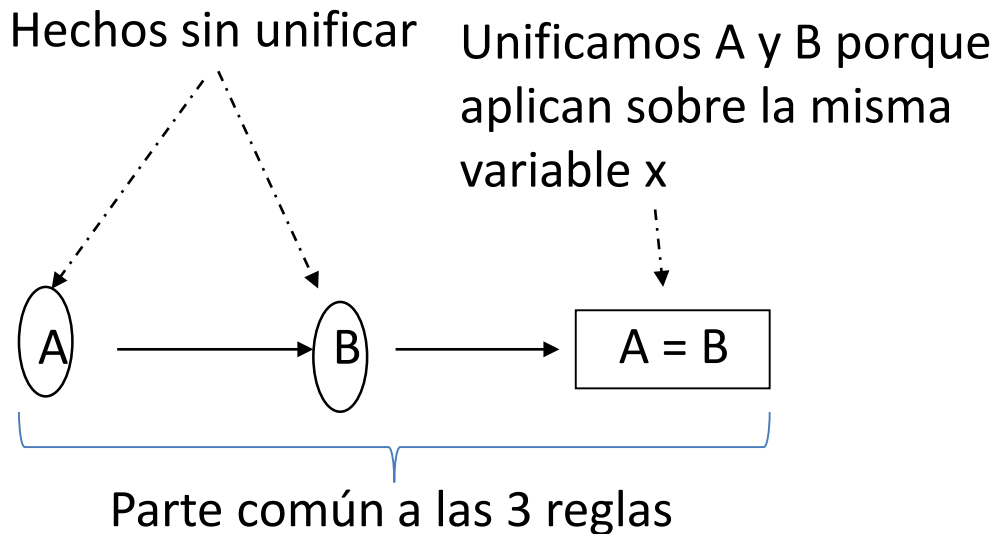 Hechos sin unificar
Unificamos A y B porque
aplican sobre la misma
variable x
A
B
A = B
Parte común a las 3 reglas